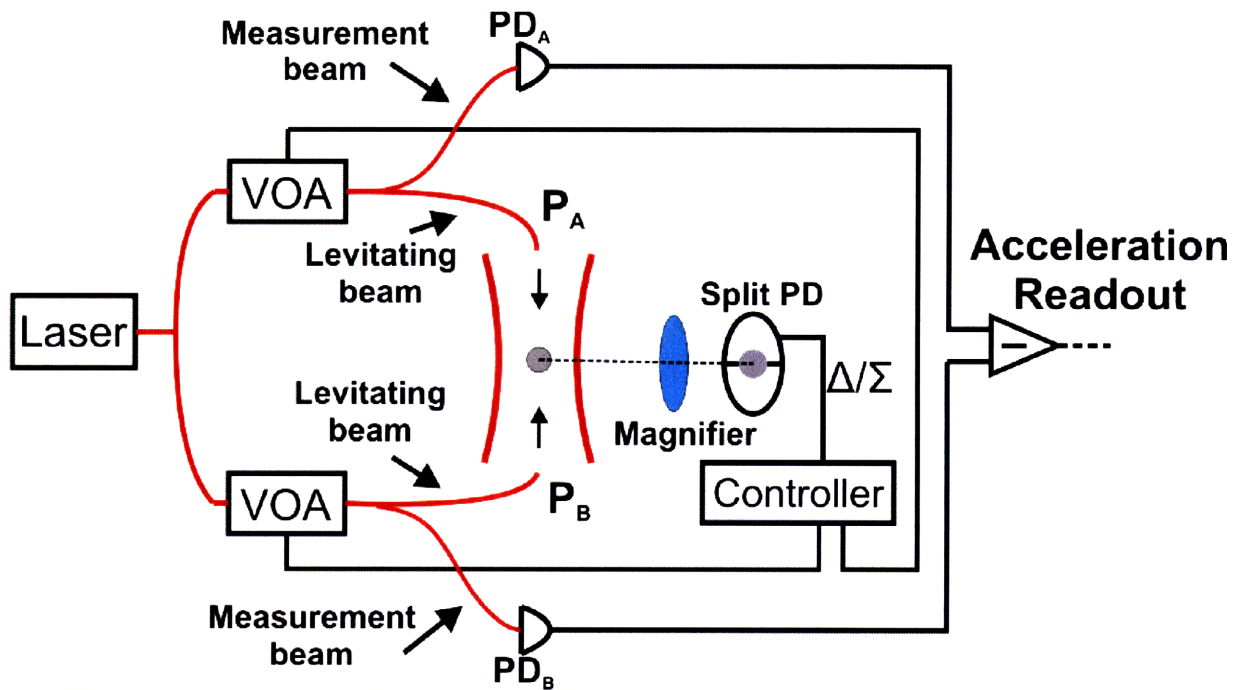 Measurement
beam
PDA
VOA
PA
Levitating
beam
Acceleration
Readout
Split PD
Laser
Δ/Σ
Levitating
beam
Magnifier
PB
VOA
Controller
Measurement
beam
PDB